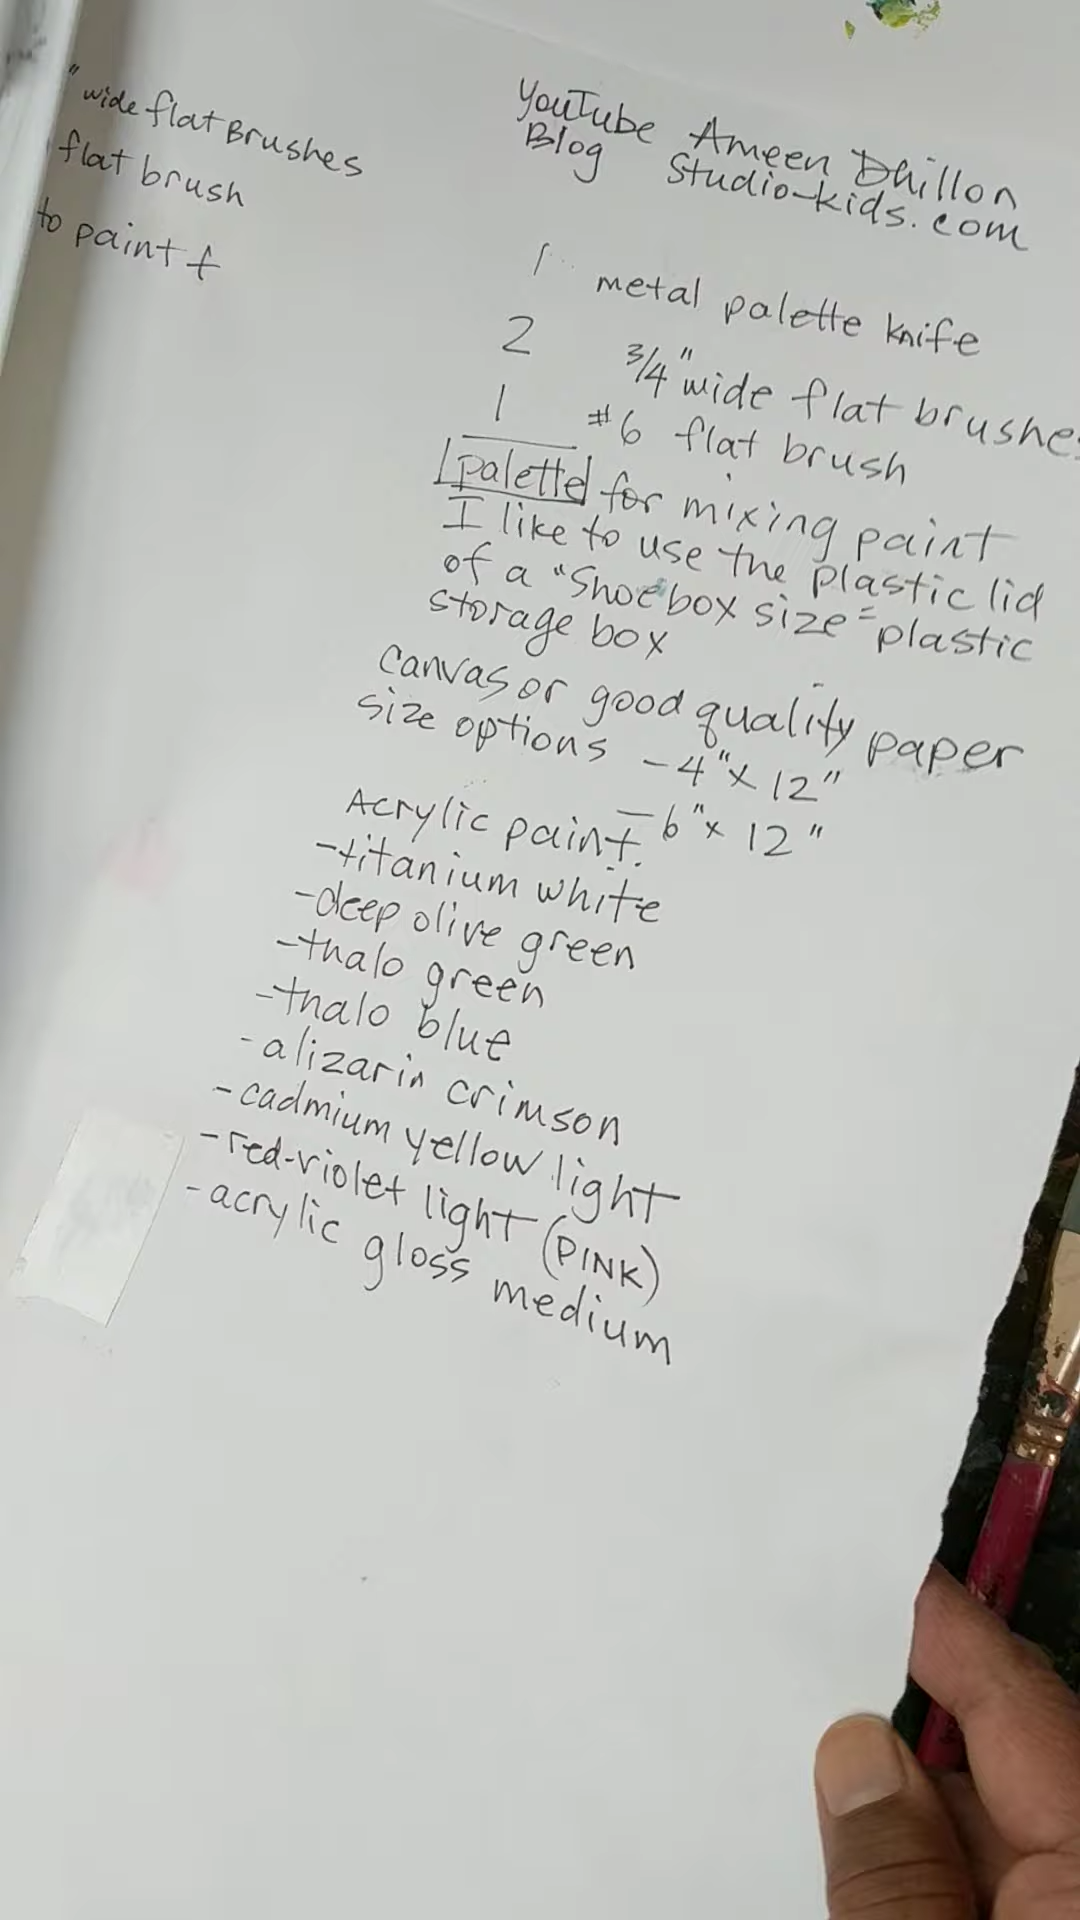 " wide flat Brushes
flat brush
to paint f
YouTube Ameen Dhillon
Blog Studio-kids.com
1 metal palette knife
2 3/4" wide flat brushes
1 #6 flat brush
1 palette for mixing paint
I like to use the plastic lid
of a "Shoebox size" plastic
storage box
canvas or good quality paper
size options - 4" x 12"
- 6" x 12"
Acrylic paint.
- titanium white
- deep olive green
- thalo green
- thalo blue
- alizarin crimson
- cadmium yellow light
- red-violet light (PINK)
- acrylic gloss medium